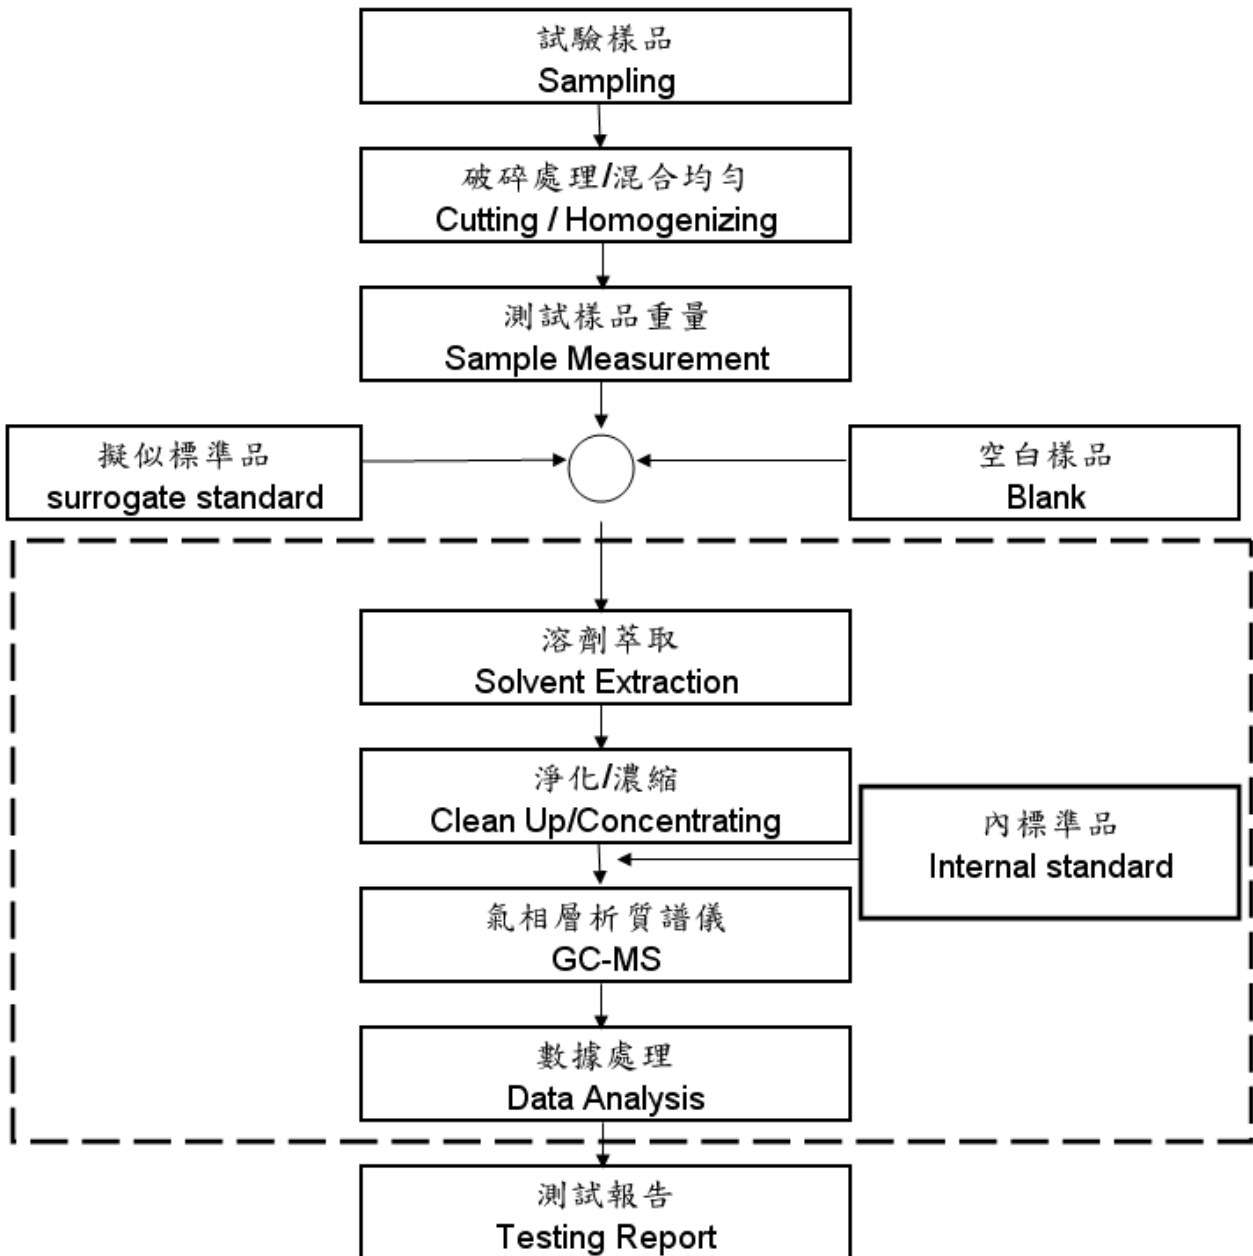 試驗樣品
Sampling
破碎處理/混合均勻
Cutting / Homogenizing
測試樣品重量
Sample Measurement
擬似標準品
surrogate standard
空白樣品
Blank
溶劑萃取
Solvent Extraction
淨化/濃縮
Clean Up/Concentrating
內標準品
Internal standard
氣相層析質譜儀
GC-MS
數據處理
Data Analysis
測試報告
Testing Report